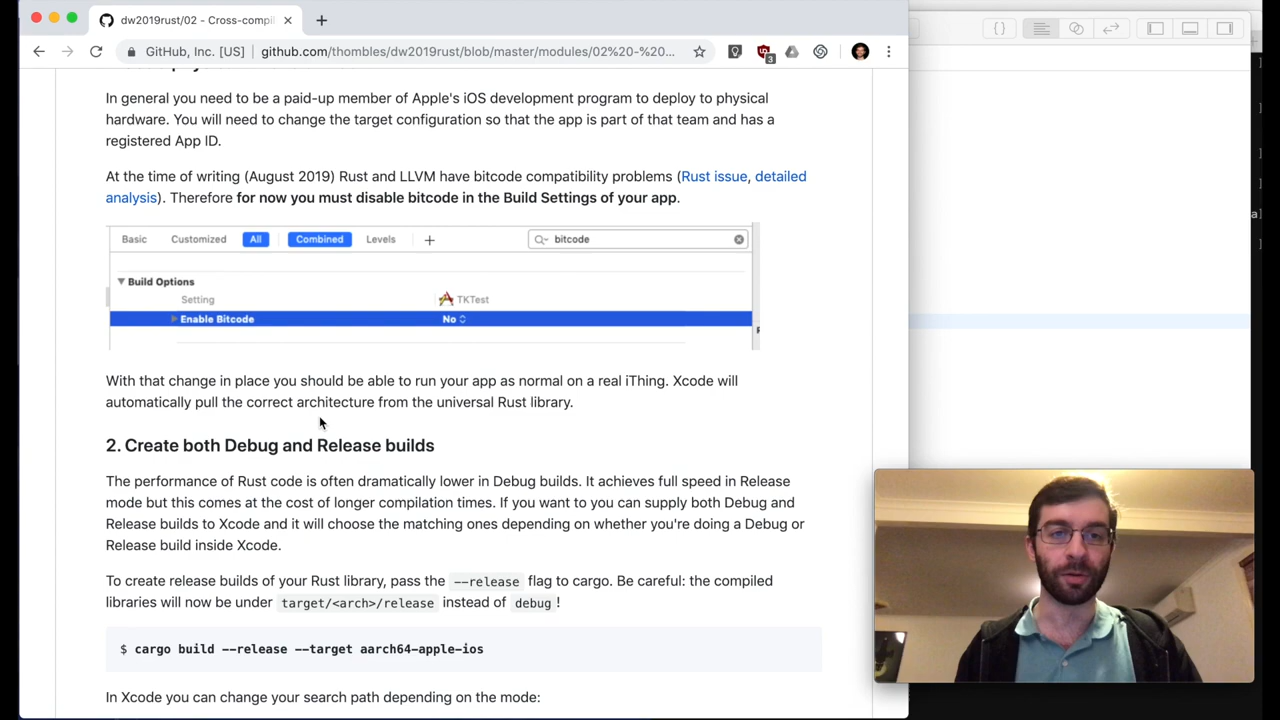 dw2019rust/02 - Cross-compil
GitHub, Inc. [US]
github.com/thombles/dw2019rust/blob/master/modules/02%20-%20...
3
{}
In general you need to be a paid-up member of Apple's iOS development program to deploy to physical
hardware. You will need to change the target configuration so that the app is part of that team and has a
registered App ID.
At the time of writing (August 2019) Rust and LLVM have bitcode compatibility problems (Rust issue, detailed
analysis). Therefore for now you must disable bitcode in the Build Settings of your app.
Basic Customized All Combined Levels + bitcode
Build Options
Setting TKTest
Enable Bitcode No
With that change in place you should be able to run your app as normal on a real iThing. Xcode will
automatically pull the correct architecture from the universal Rust library.
2. Create both Debug and Release builds
The performance of Rust code is often dramatically lower in Debug builds. It achieves full speed in Release
mode but this comes at the cost of longer compilation times. If you want to you can supply both Debug and
Release builds to Xcode and it will choose the matching ones depending on whether you're doing a Debug or
Release build inside Xcode.
To create release builds of your Rust library, pass the --release flag to cargo. Be careful: the compiled
libraries will now be under target/<arch>/release instead of debug !
$ cargo build --release --target aarch64-apple-ios
In Xcode you can change your search path depending on the mode: